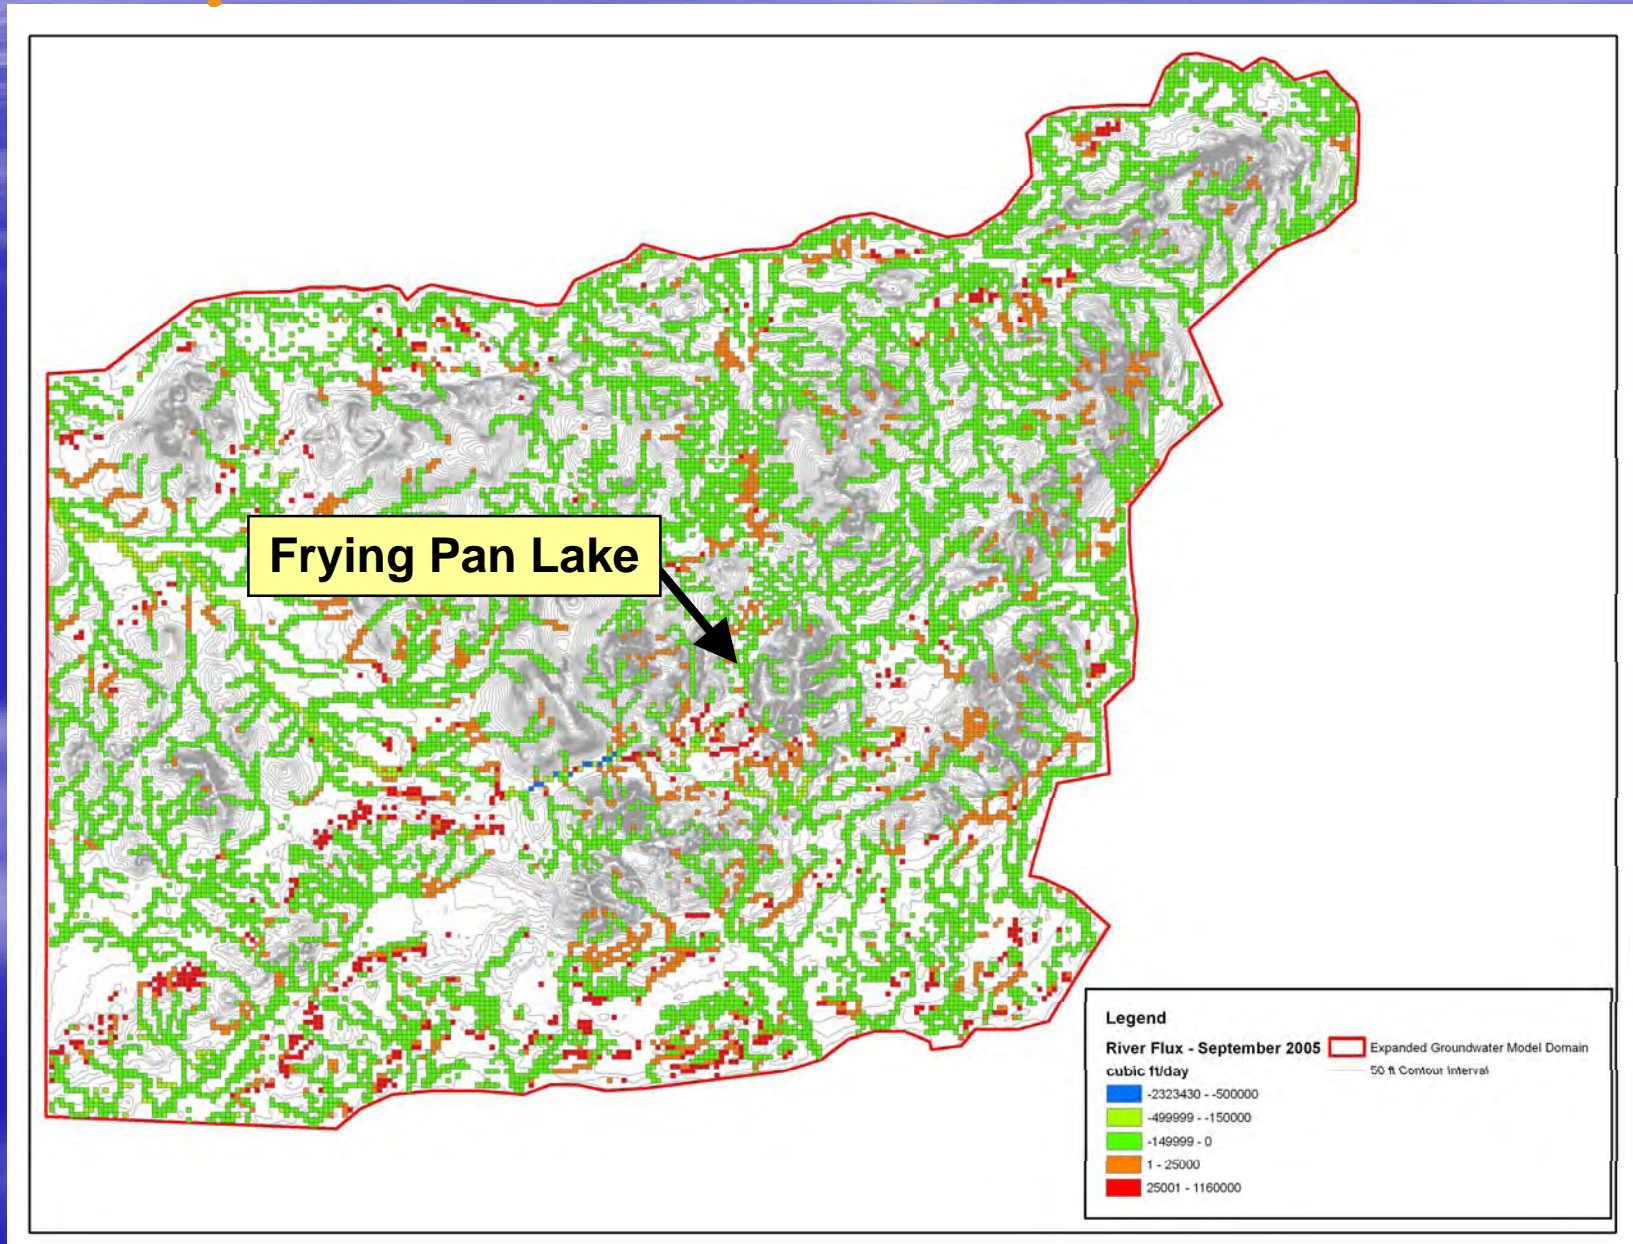 Frying Pan Lake
Legend
River Flux - September 2005
cubic ft/day
-2323430 - -500000
-499999 - -150000
-149999 - 0
1 - 25000
25001 - 1160000
Expanded Groundwater Model Domain
50 ft Contour Interval